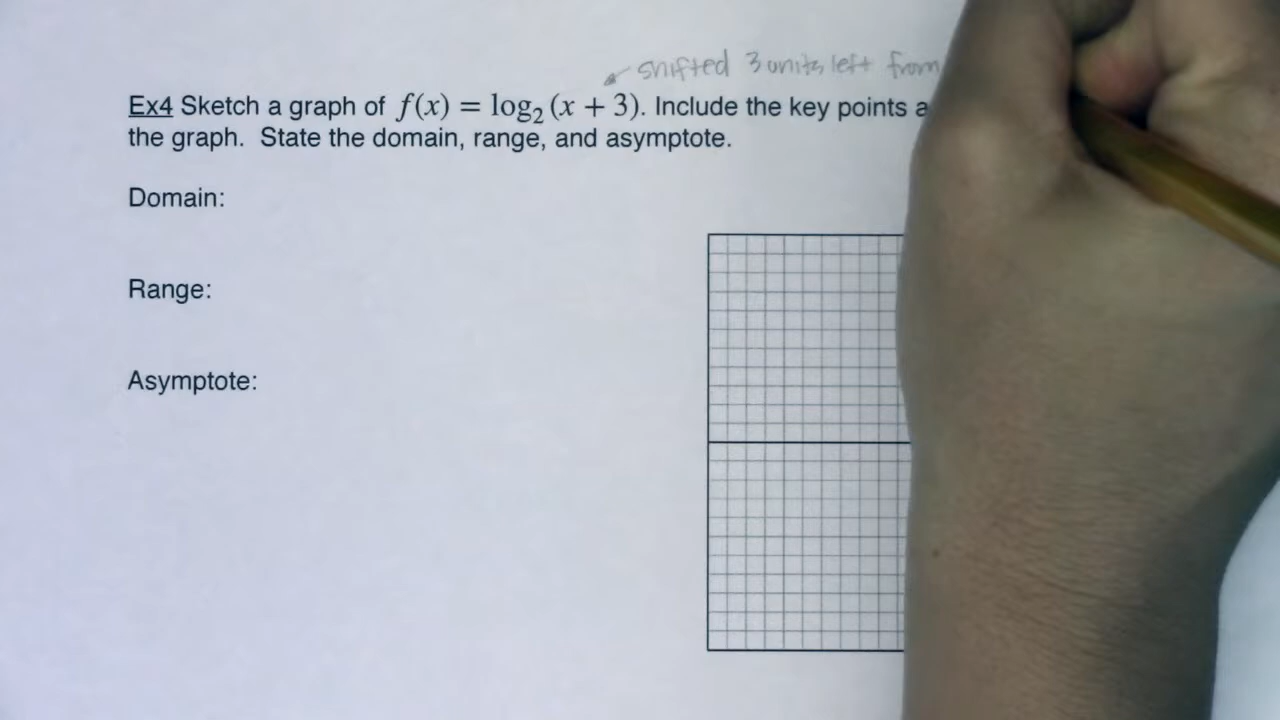 shifted 3 units left from
Ex4 Sketch a graph of f(x) = log₂ (x + 3). Include the key points a
the graph. State the domain, range, and asymptote.
Domain:
Range:
Asymptote: